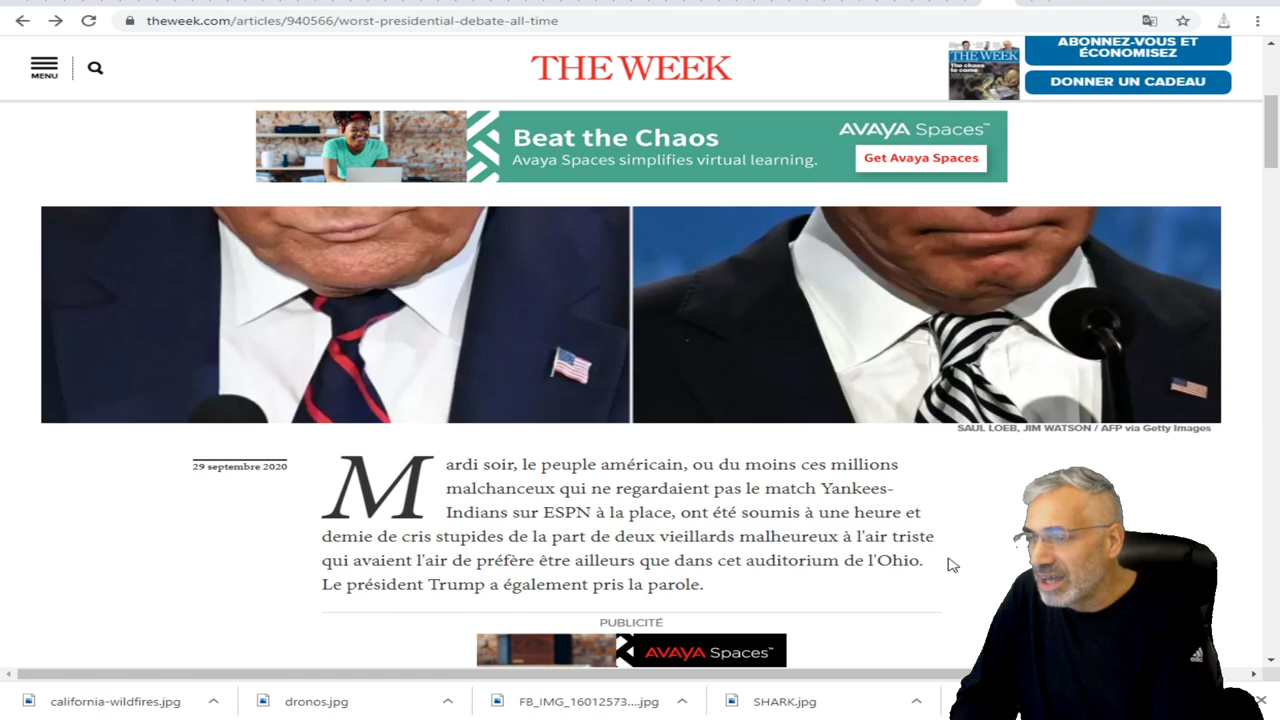 theweek.com/articles/940566/worst-presidential-debate-all-time
MENU
THE WEEK
THE WEEK
ABONNEZ-VOUS ET
ÉCONOMISEZ
DONNER UN CADEAU
Beat the Chaos
Avaya Spaces simplifies virtual learning.
AVAYA Spaces™
Get Avaya Spaces
SAUL LOEB, JIM WATSON / AFP via Getty Images
29 septembre 2020
Mardi soir, le peuple américain, ou du moins ces millions
malchanceux qui ne regardaient pas le match Yankees-
Indians sur ESPN à la place, ont été soumis à une heure et
demie de cris stupides de la part de deux vieillards malheureux à l'air triste
qui avaient l'air de préfère être ailleurs que dans cet auditorium de l'Ohio.
Le président Trump a également pris la parole.
PUBLICITÉ
AVAYA Spaces™
california-wildfires.jpg
dronos.jpg
FB_IMG_16012573....jpg
SHARK.jpg